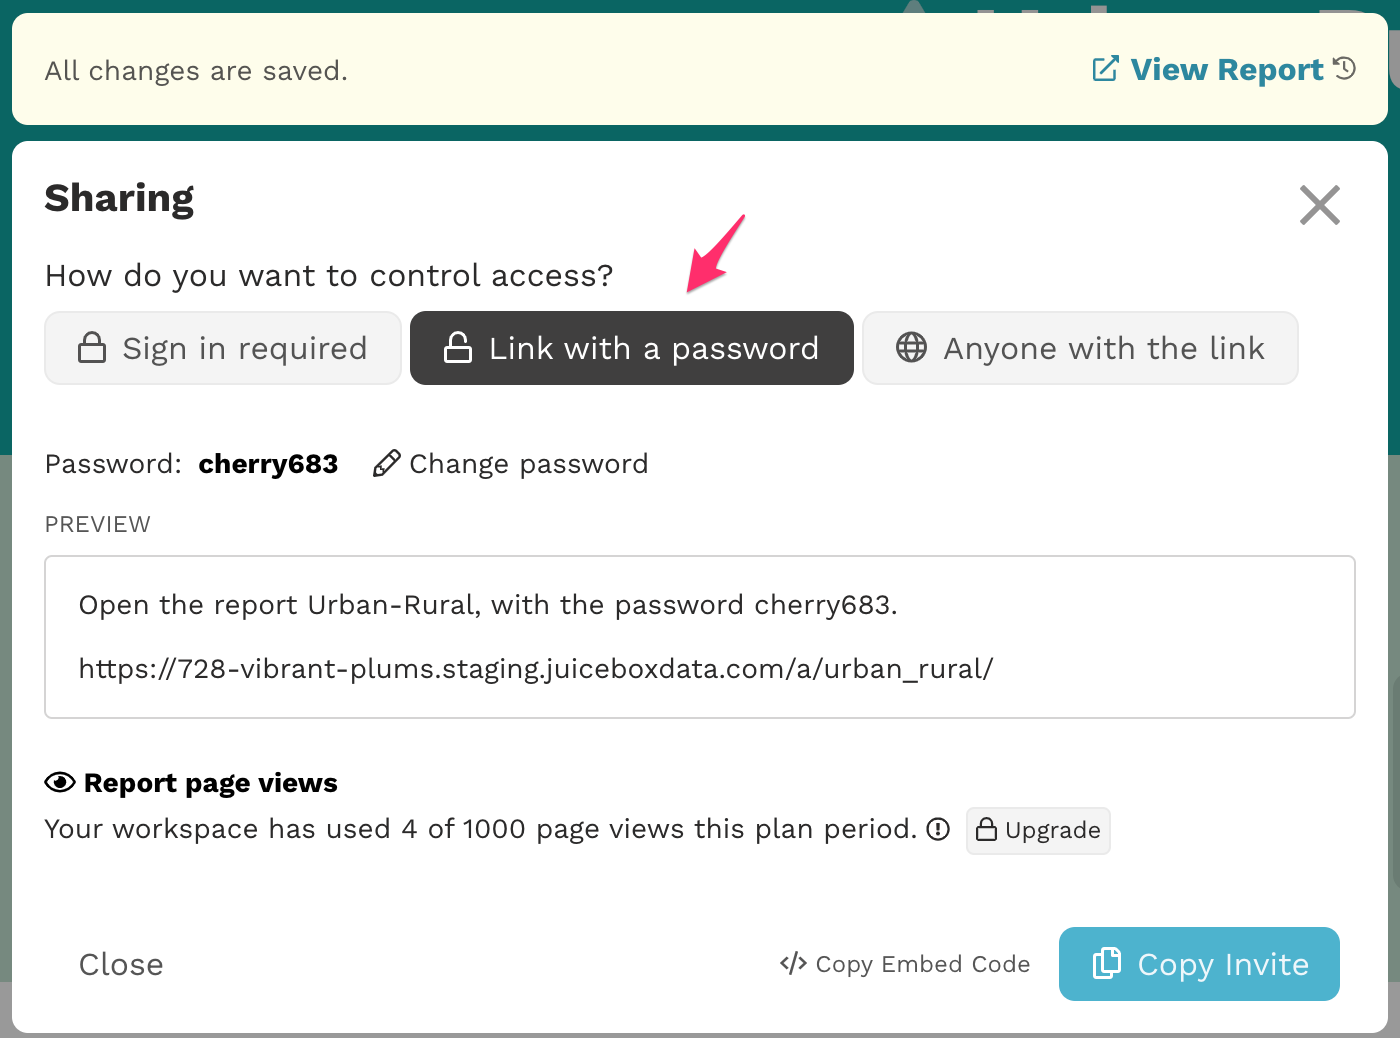 All changes are saved.
View Report
Sharing
How do you want to control access?
Sign in required
Link with a password
Anyone with the link
Password: cherry683
Change password
PREVIEW
Open the report Urban-Rural, with the password cherry683.
https://728-vibrant-plums.staging.juiceboxdata.com/a/urban_rural/
Report page views
Your workspace has used 4 of 1000 page views this plan period.
Upgrade
Close
</> Copy Embed Code
Copy Invite